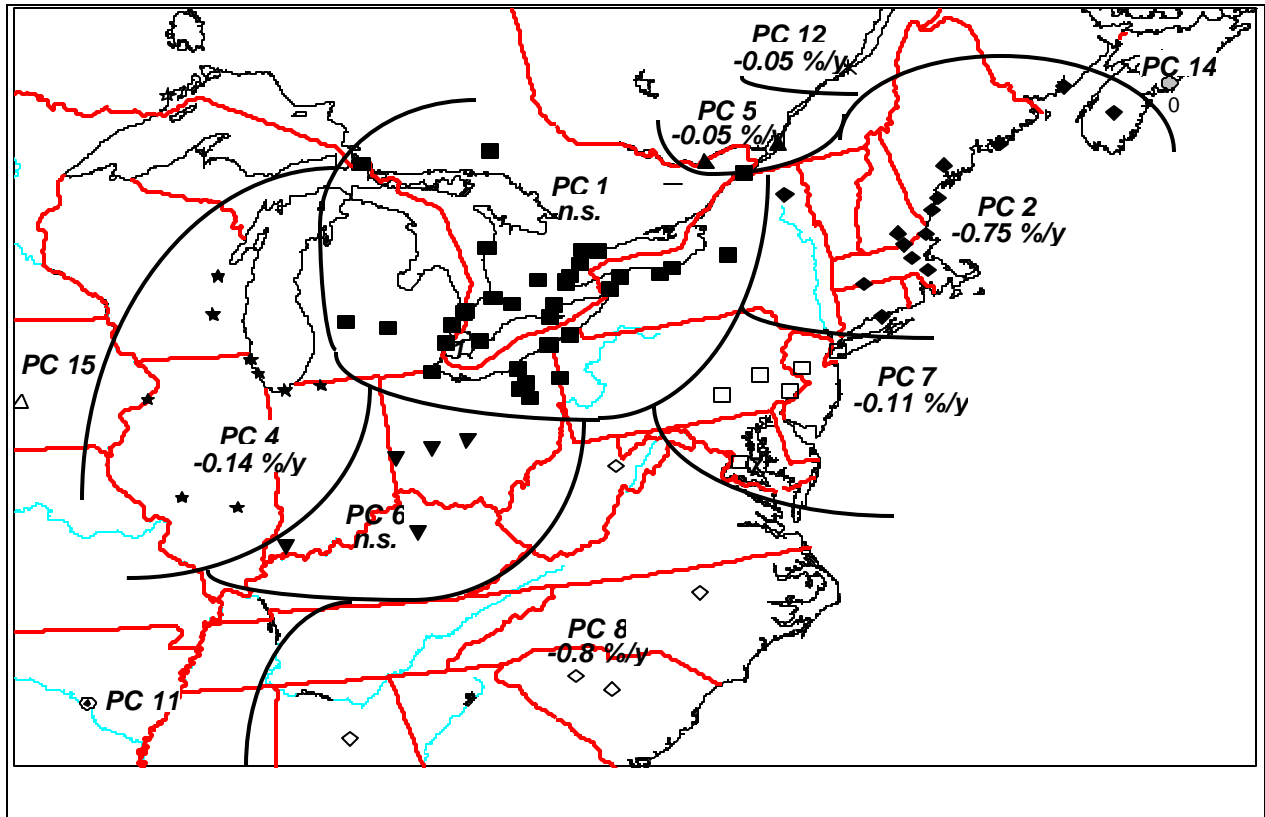 PC 12
-0.05 %/y
PC 14
0
PC 5
-0.05 %/y
PC 1
n.s.
PC 2
-0.75 %/y
PC 15
PC 7
-0.11 %/y
PC 4
-0.14 %/y
PC 6
n.s.
PC 8
-0.8 %/y
PC 11